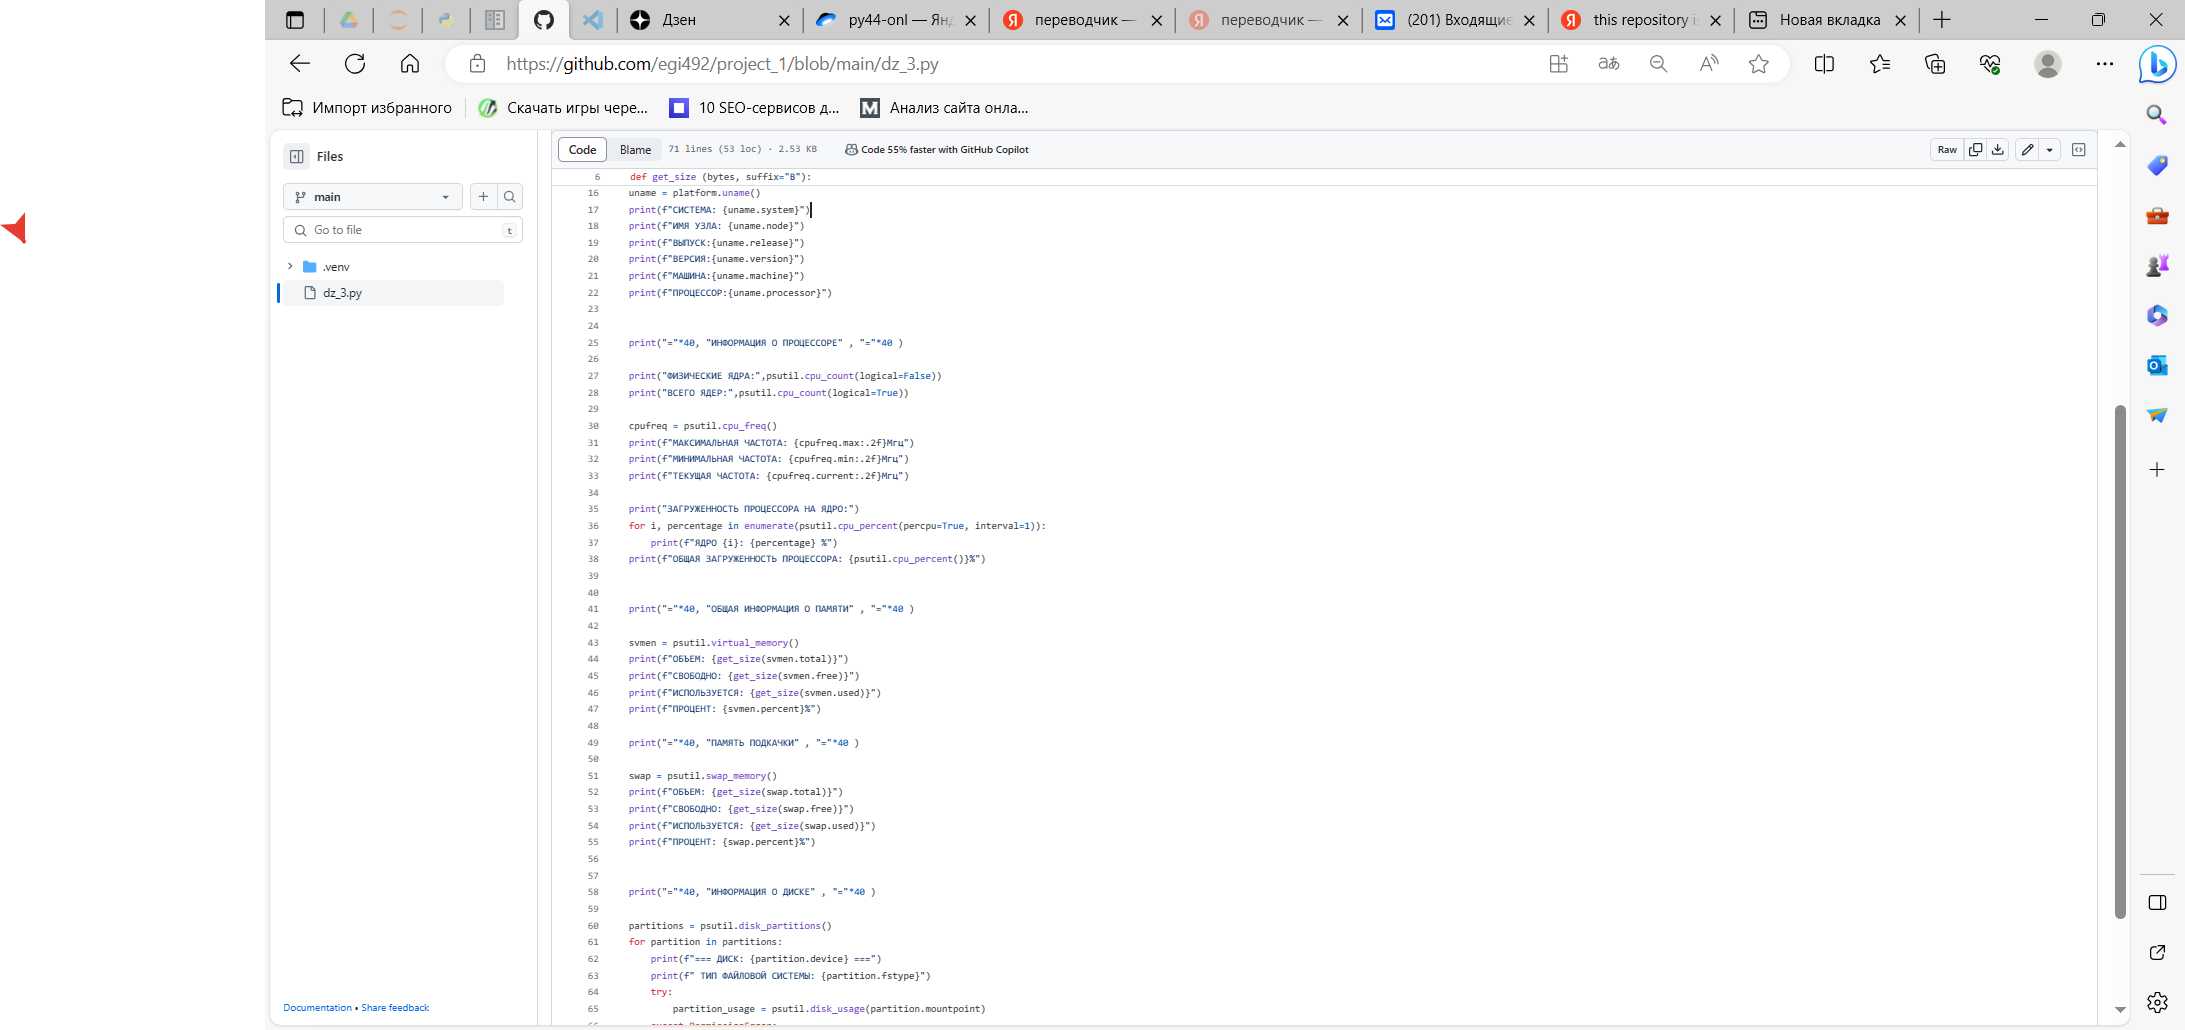 Дзен
py44-onl — Янд
переводчик —
переводчик —
(201) Входящие
this repository i
Новая вкладка
https://github.com/egi492/project_1/blob/main/dz_3.py
Импорт избранного
Скачать игры чере...
10 SEO-сервисов д...
Анализ сайта онла...
Files
main
Go to file
t
.venv
dz_3.py
Documentation • Share feedback
Code
Blame
71 lines (53 loc) · 2.53 KB
Code 55% faster with GitHub Copilot
Raw
6 def get_size (bytes, suffix="B"):
16 uname = platform.uname()
17 print(f"СИСТЕМА: {uname.system}")
18 print(f"ИМЯ УЗЛА: {uname.node}")
19 print(f"ВЫПУСК:{uname.release}")
20 print(f"ВЕРСИЯ:{uname.version}")
21 print(f"МАШИНА:{uname.machine}")
22 print(f"ПРОЦЕССОР:{uname.processor}")
23
24
25 print("="*40, "ИНФОРМАЦИЯ О ПРОЦЕССОРЕ" , "="*40 )
26
27 print("ФИЗИЧЕСКИЕ ЯДРА:",psutil.cpu_count(logical=False))
28 print("ВСЕГО ЯДЕР:",psutil.cpu_count(logical=True))
29
30 cpufreq = psutil.cpu_freq()
31 print(f"МАКСИМАЛЬНАЯ ЧАСТОТА: {cpufreq.max:.2f}Мгц")
32 print(f"МИНИМАЛЬНАЯ ЧАСТОТА: {cpufreq.min:.2f}Мгц")
33 print(f"ТЕКУЩАЯ ЧАСТОТА: {cpufreq.current:.2f}Мгц")
34
35 print("ЗАГРУЖЕННОСТЬ ПРОЦЕССОРА НА ЯДРО:")
36 for i, percentage in enumerate(psutil.cpu_percent(percpu=True, interval=1)):
37 print(f"ЯДРО {i}: {percentage} %")
38 print(f"ОБЩАЯ ЗАГРУЖЕННОСТЬ ПРОЦЕССОРА: {psutil.cpu_percent()}%")
39
40
41 print("="*40, "ОБЩАЯ ИНФОРМАЦИЯ О ПАМЯТИ" , "="*40 )
42
43 svmen = psutil.virtual_memory()
44 print(f"ОБЪЕМ: {get_size(svmen.total)}")
45 print(f"СВОБОДНО: {get_size(svmen.free)}")
46 print(f"ИСПОЛЬЗУЕТСЯ: {get_size(svmen.used)}")
47 print(f"ПРОЦЕНТ: {svmen.percent}%")
48
49 print("="*40, "ПАМЯТЬ ПОДКАЧКИ" , "="*40 )
50
51 swap = psutil.swap_memory()
52 print(f"ОБЪЕМ: {get_size(swap.total)}")
53 print(f"СВОБОДНО: {get_size(swap.free)}")
54 print(f"ИСПОЛЬЗУЕТСЯ: {get_size(swap.used)}")
55 print(f"ПРОЦЕНТ: {swap.percent}%")
56
57
58 print("="*40, "ИНФОРМАЦИЯ О ДИСКЕ" , "="*40 )
59
60 partitions = psutil.disk_partitions()
61 for partition in partitions:
62 print(f"=== ДИСК: {partition.device} ===")
63 print(f" ТИП ФАЙЛОВОЙ СИСТЕМЫ: {partition.fstype}")
64 try:
65 partition_usage = psutil.disk_usage(partition.mountpoint)
66 except PermissionError: